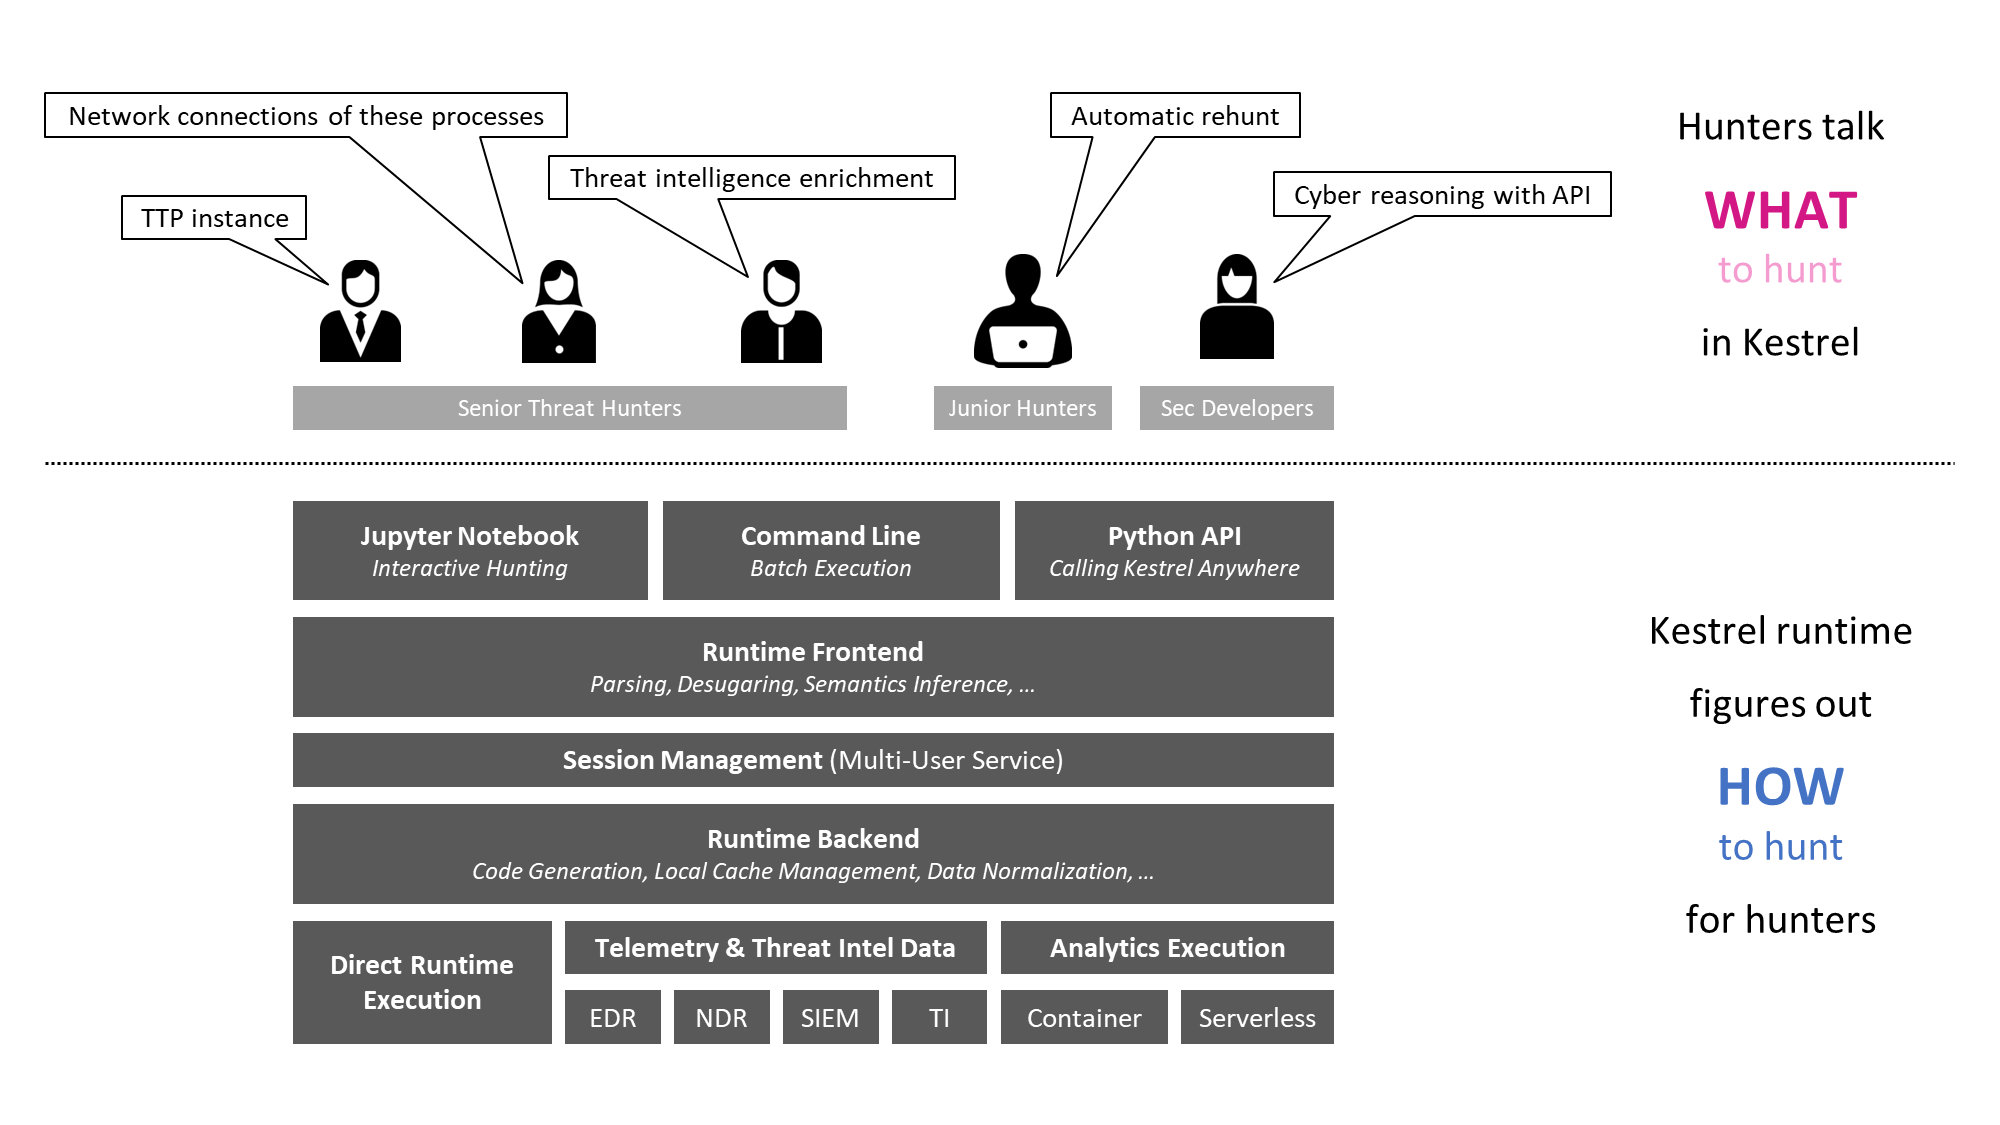 Network connections of these processes
Automatic rehunt
Threat intelligence enrichment
Cyber reasoning with API
TTP instance
Senior Threat Hunters
Junior Hunters
Sec Developers
Hunters talk
WHAT
to hunt
in Kestrel
Jupyter Notebook
Interactive Hunting
Command Line
Batch Execution
Python API
Calling Kestrel Anywhere
Runtime Frontend
Parsing, Desugaring, Semantics Inference, ...
Session Management (Multi-User Service)
Runtime Backend
Code Generation, Local Cache Management, Data Normalization, ...
Direct Runtime
Execution
Telemetry & Threat Intel Data
EDR
NDR
SIEM
TI
Analytics Execution
Container
Serverless
Kestrel runtime
figures out
HOW
to hunt
for hunters